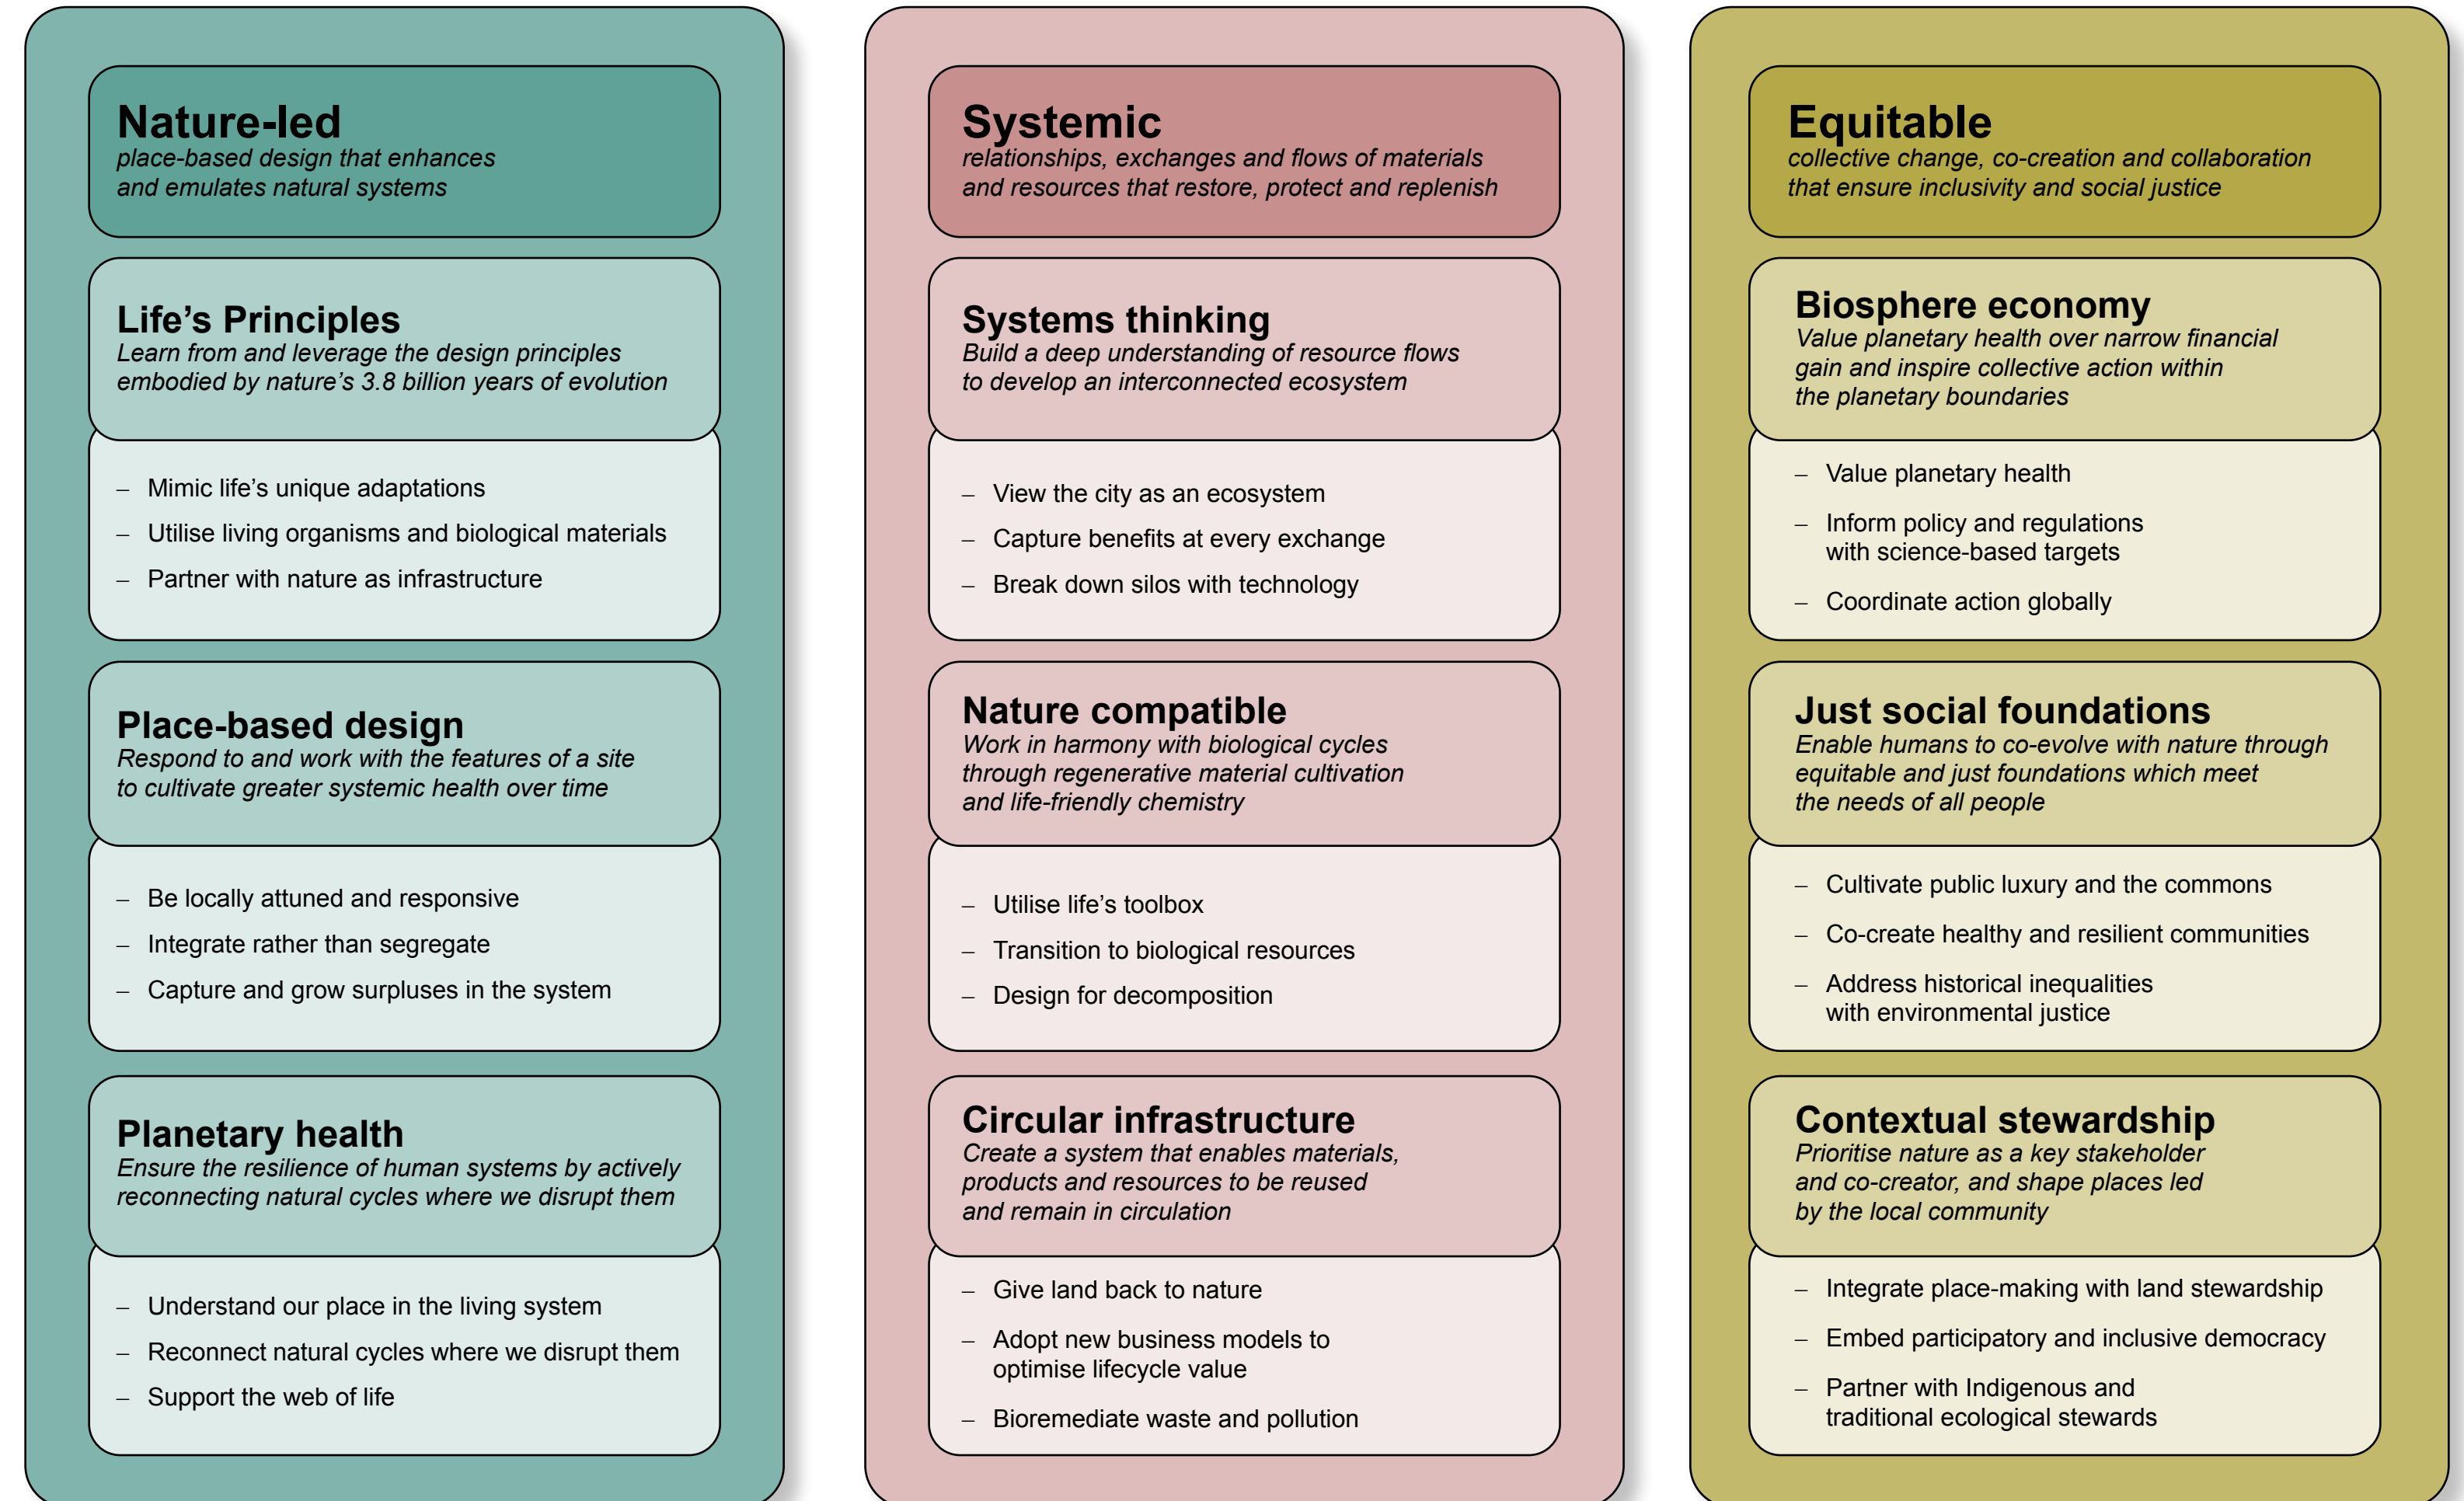 Nature-led
place-based design that enhances
and emulates natural systems
Life’s Principles
Learn from and leverage the design principles
embodied by nature’s 3.8 billion years of evolution
– Mimic life’s unique adaptations
– Utilise living organisms and biological materials
– Partner with nature as infrastructure
Place-based design
Respond to and work with the features of a site
to cultivate greater systemic health over time
– Be locally attuned and responsive
– Integrate rather than segregate
– Capture and grow surpluses in the system
Planetary health
Ensure the resilience of human systems by actively
reconnecting natural cycles where we disrupt them
– Understand our place in the living system
– Reconnect natural cycles where we disrupt them
– Support the web of life
Systemic
relationships, exchanges and flows of materials
and resources that restore, protect and replenish
Systems thinking
Build a deep understanding of resource flows
to develop an interconnected ecosystem
– View the city as an ecosystem
– Capture benefits at every exchange
– Break down silos with technology
Nature compatible
Work in harmony with biological cycles
through regenerative material cultivation
and life-friendly chemistry
– Utilise life’s toolbox
– Transition to biological resources
– Design for decomposition
Circular infrastructure
Create a system that enables materials,
products and resources to be reused
and remain in circulation
– Give land back to nature
– Adopt new business models to
optimise lifecycle value
– Bioremediate waste and pollution
Equitable
collective change, co-creation and collaboration
that ensure inclusivity and social justice
Biosphere economy
Value planetary health over narrow financial
gain and inspire collective action within
the planetary boundaries
– Value planetary health
– Inform policy and regulations
with science-based targets
– Coordinate action globally
Just social foundations
Enable humans to co-evolve with nature through
equitable and just foundations which meet
the needs of all people
– Cultivate public luxury and the commons
– Co-create healthy and resilient communities
– Address historical inequalities
with environmental justice
Contextual stewardship
Prioritise nature as a key stakeholder
and co-creator, and shape places led
by the local community
– Integrate place-making with land stewardship
– Embed participatory and inclusive democracy
– Partner with Indigenous and
traditional ecological stewards